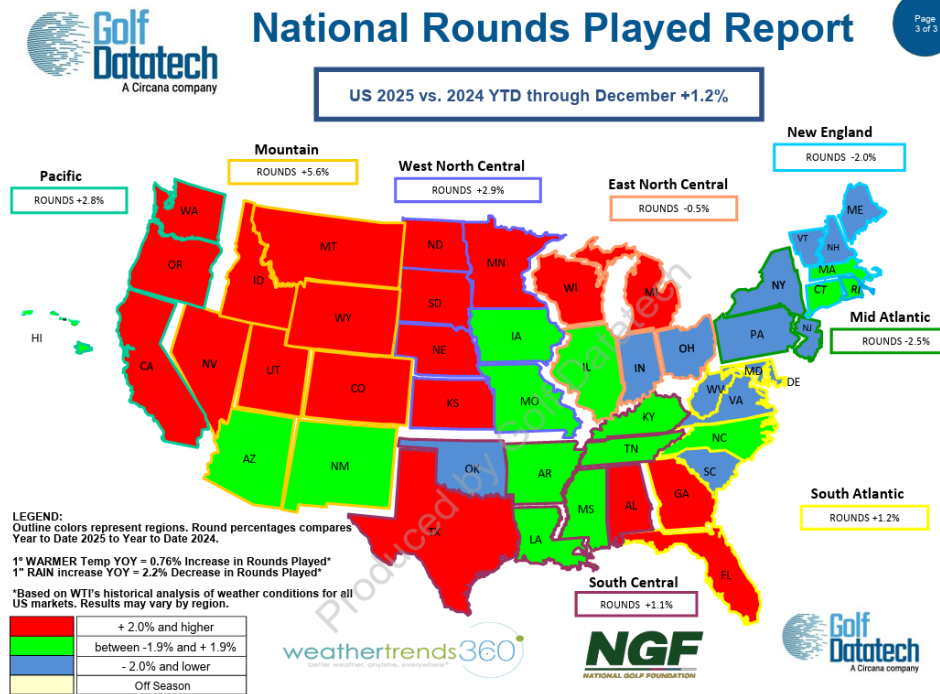 Golf
Datatech
A Circana company
National Rounds Played Report
Page
3 of 3
US 2025 vs. 2024 YTD through December +1.2%
New England
ROUNDS -2.0%
Mountain
ROUNDS +5.6%
West North Central
ROUNDS +2.9%
Pacific
ROUNDS +2.8%
East North Central
ROUNDS -0.5%
Mid Atlantic
ROUNDS -2.5%
South Atlantic
ROUNDS +1.2%
South Central
ROUNDS +1.1%
WA
OR
CA
HI
ID
MT
WY
NV
UT
CO
AZ
NM
ND
SD
NE
KS
MN
IA
MO
WI
MI
IL
IN
OH
KY
TN
OK
AR
TX
LA
MS
AL
GA
FL
SC
NC
VA
WV
MD
DE
PA
NJ
NY
VT
NH
ME
MA
CT
RI
Produced by Golf Datatech
LEGEND:
Outline colors represent regions. Round percentages compares
Year to Date 2025 to Year to Date 2024.
1° WARMER Temp YOY = 0.76% Increase in Rounds Played*
1" RAIN increase YOY = 2.2% Decrease in Rounds Played*
*Based on WTI's historical analysis of weather conditions for all
US markets. Results may vary by region.
+ 2.0% and higher
between -1.9% and + 1.9%
- 2.0% and lower
Off Season
weathertrends360°
better weather, anytime, everywhere®
NGF
NATIONAL GOLF FOUNDATION
Golf
Datatech
A Circana company